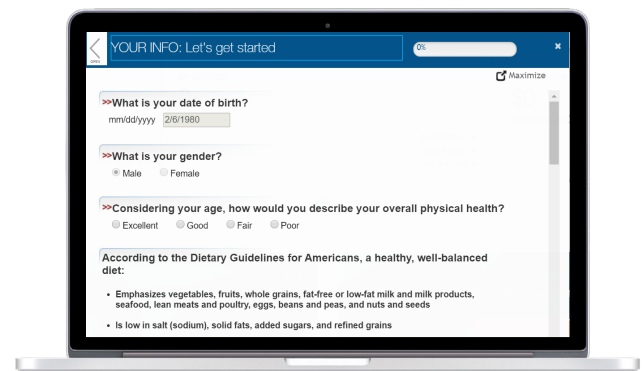 YOUR INFO: Let's get started
0%
×
PREV
Maximize
>>What is your date of birth?
mm/dd/yyyy 2/6/1980
>>What is your gender?
Male Female
>>Considering your age, how would you describe your overall physical health?
Excellent Good Fair Poor
According to the Dietary Guidelines for Americans, a healthy, well-balanced
diet:
• Emphasizes vegetables, fruits, whole grains, fat-free or low-fat milk and milk products,
seafood, lean meats and poultry, eggs, beans and peas, and nuts and
seeds
• Is low in salt (sodium), solid fats, added sugars, and refined grains